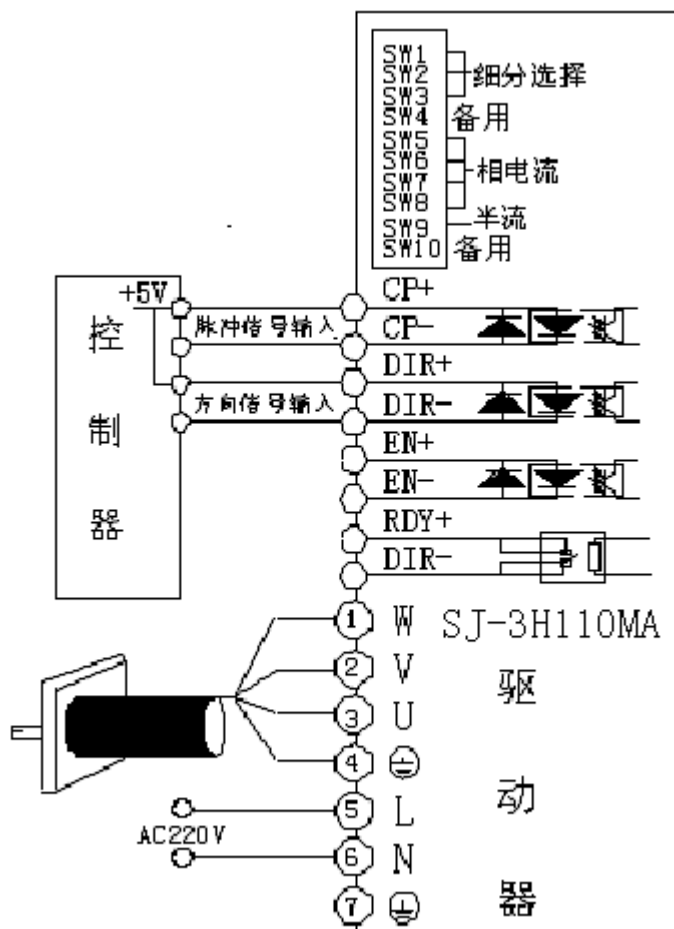 SW1
SW2 细分选择
SW3
SW4 备用
SW5
SW6 相电流
SW7
SW8
SW9 半流
SW10 备用
+5V
控制器
脉冲信号输入
方向信号输入
CP+
CP-
DIR+
DIR-
EN+
EN-
RDY+
DIR-
1 W SJ-3H110MA
2 V 驱
3 U
4
5 L 动
AC220V
6 N
7 器